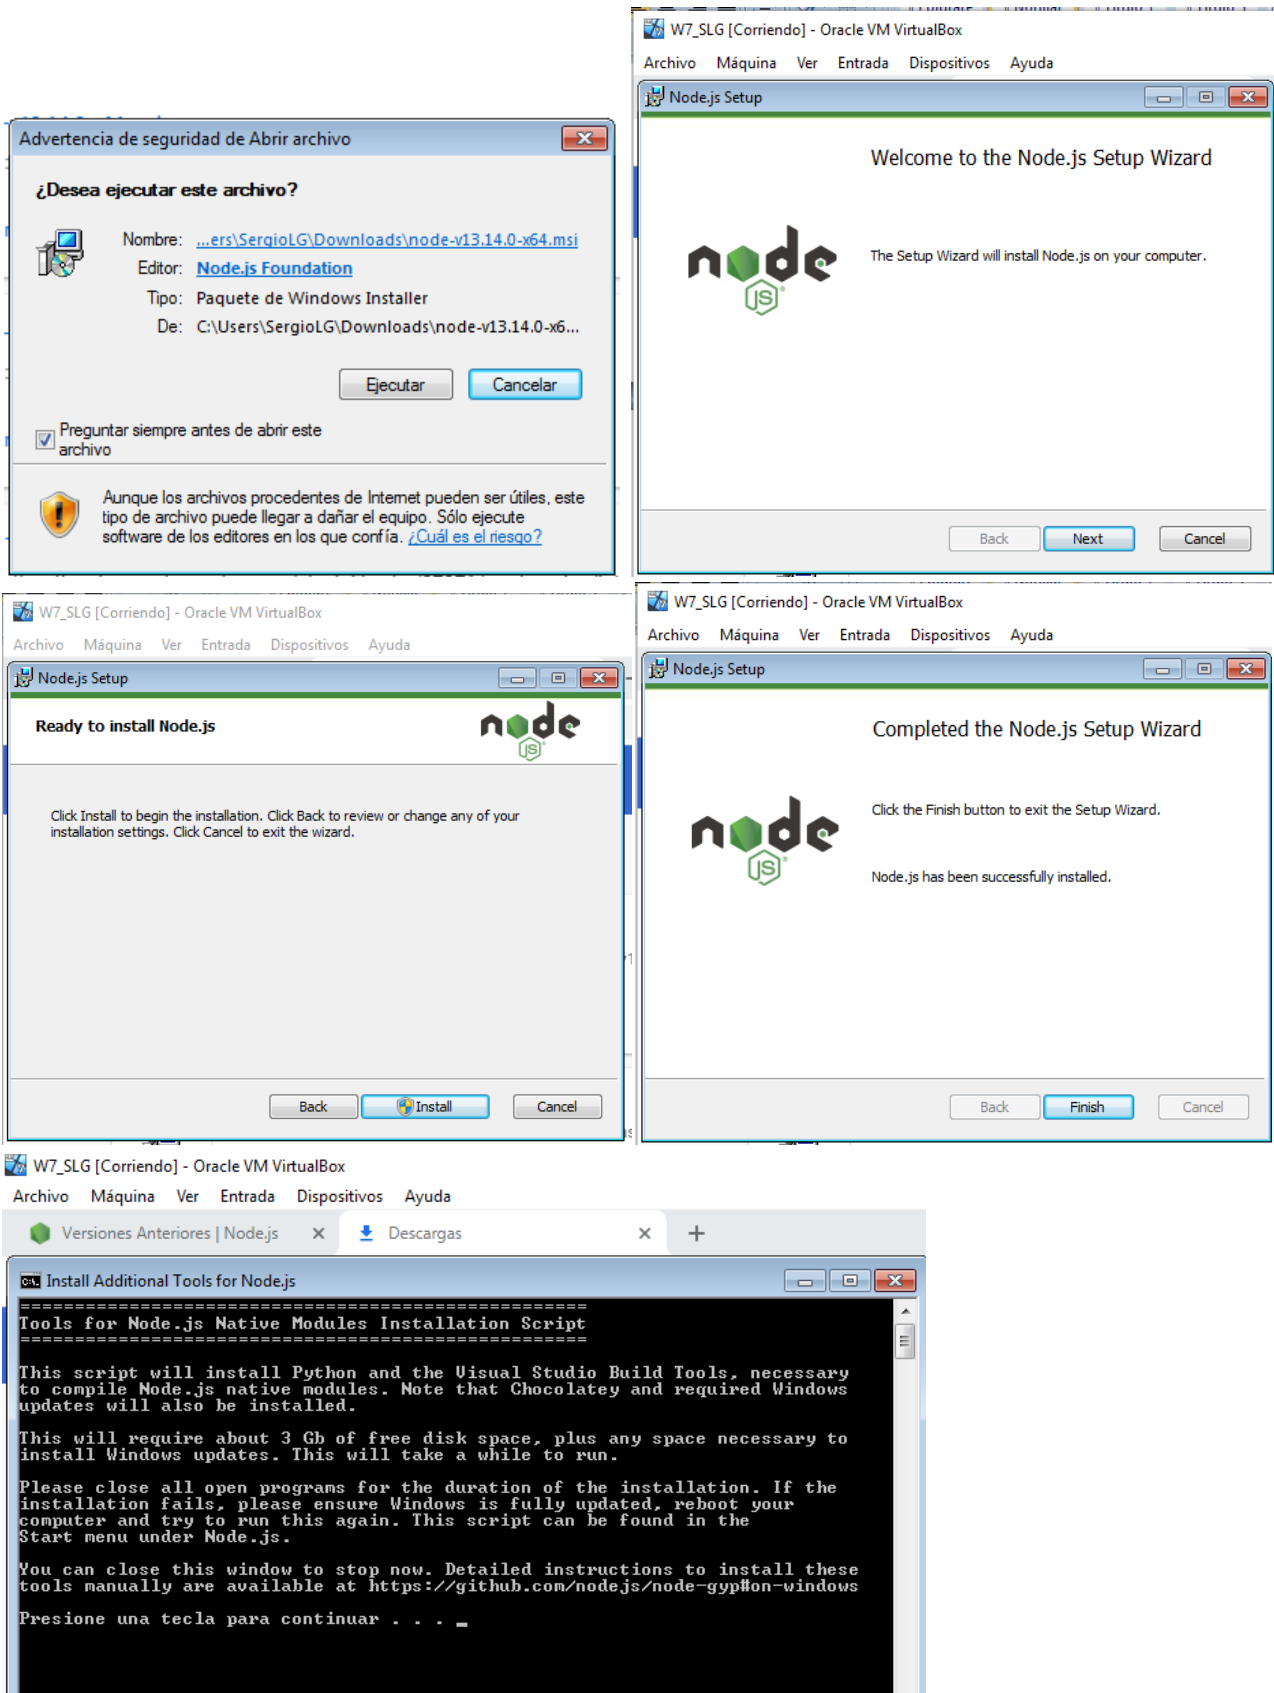 Advertencia de seguridad de Abrir archivo
¿Desea ejecutar este archivo?
Nombre: ...ers\SergioLG\Downloads\node-v13.14.0-x64.msi
Editor: Node.js Foundation
Tipo: Paquete de Windows Installer
De: C:\Users\SergioLG\Downloads\node-v13.14.0-x6...
Ejecutar Cancelar
Preguntar siempre antes de abrir este
archivo
Aunque los archivos procedentes de Internet pueden ser útiles, este
tipo de archivo puede llegar a dañar el equipo. Sólo ejecute
software de los editores en los que confía. ¿Cuál es el riesgo?
W7_SLG [Corriendo] - Oracle VM VirtualBox
Archivo Máquina Ver Entrada Dispositivos Ayuda
Node.js Setup
Welcome to the Node.js Setup Wizard
node
JS
The Setup Wizard will install Node.js on your computer.
Back Next Cancel
W7_SLG [Corriendo] - Oracle VM VirtualBox
Archivo Máquina Ver Entrada Dispositivos Ayuda
Node.js Setup
Ready to install Node.js
node
JS
Click Install to begin the installation. Click Back to review or change any of your
installation settings. Click Cancel to exit the wizard.
Back Install Cancel
W7_SLG [Corriendo] - Oracle VM VirtualBox
Archivo Máquina Ver Entrada Dispositivos Ayuda
Node.js Setup
Completed the Node.js Setup Wizard
node
JS
Click the Finish button to exit the Setup Wizard.
Node.js has been successfully installed.
Back Finish Cancel
W7_SLG [Corriendo] - Oracle VM VirtualBox
Archivo Máquina Ver Entrada Dispositivos Ayuda
Versiones Anteriores | Node.js Descargas
Install Additional Tools for Node.js
====================================================
Tools for Node.js Native Modules Installation Script
====================================================
This script will install Python and the Visual Studio Build Tools, necessary
to compile Node.js native modules. Note that Chocolatey and required Windows
updates will also be installed.
This will require about 3 Gb of free disk space, plus any space necessary to
install Windows updates. This will take a while to run.
Please close all open programs for the duration of the installation. If the
installation fails, please ensure Windows is fully updated, reboot your
computer and try to run this again. This script can be found in the
Start menu under Node.js.
You can close this window to stop now. Detailed instructions to install these
tools manually are available at https://github.com/nodejs/node-gyp#on-windows
Presione una tecla para continuar . . . _